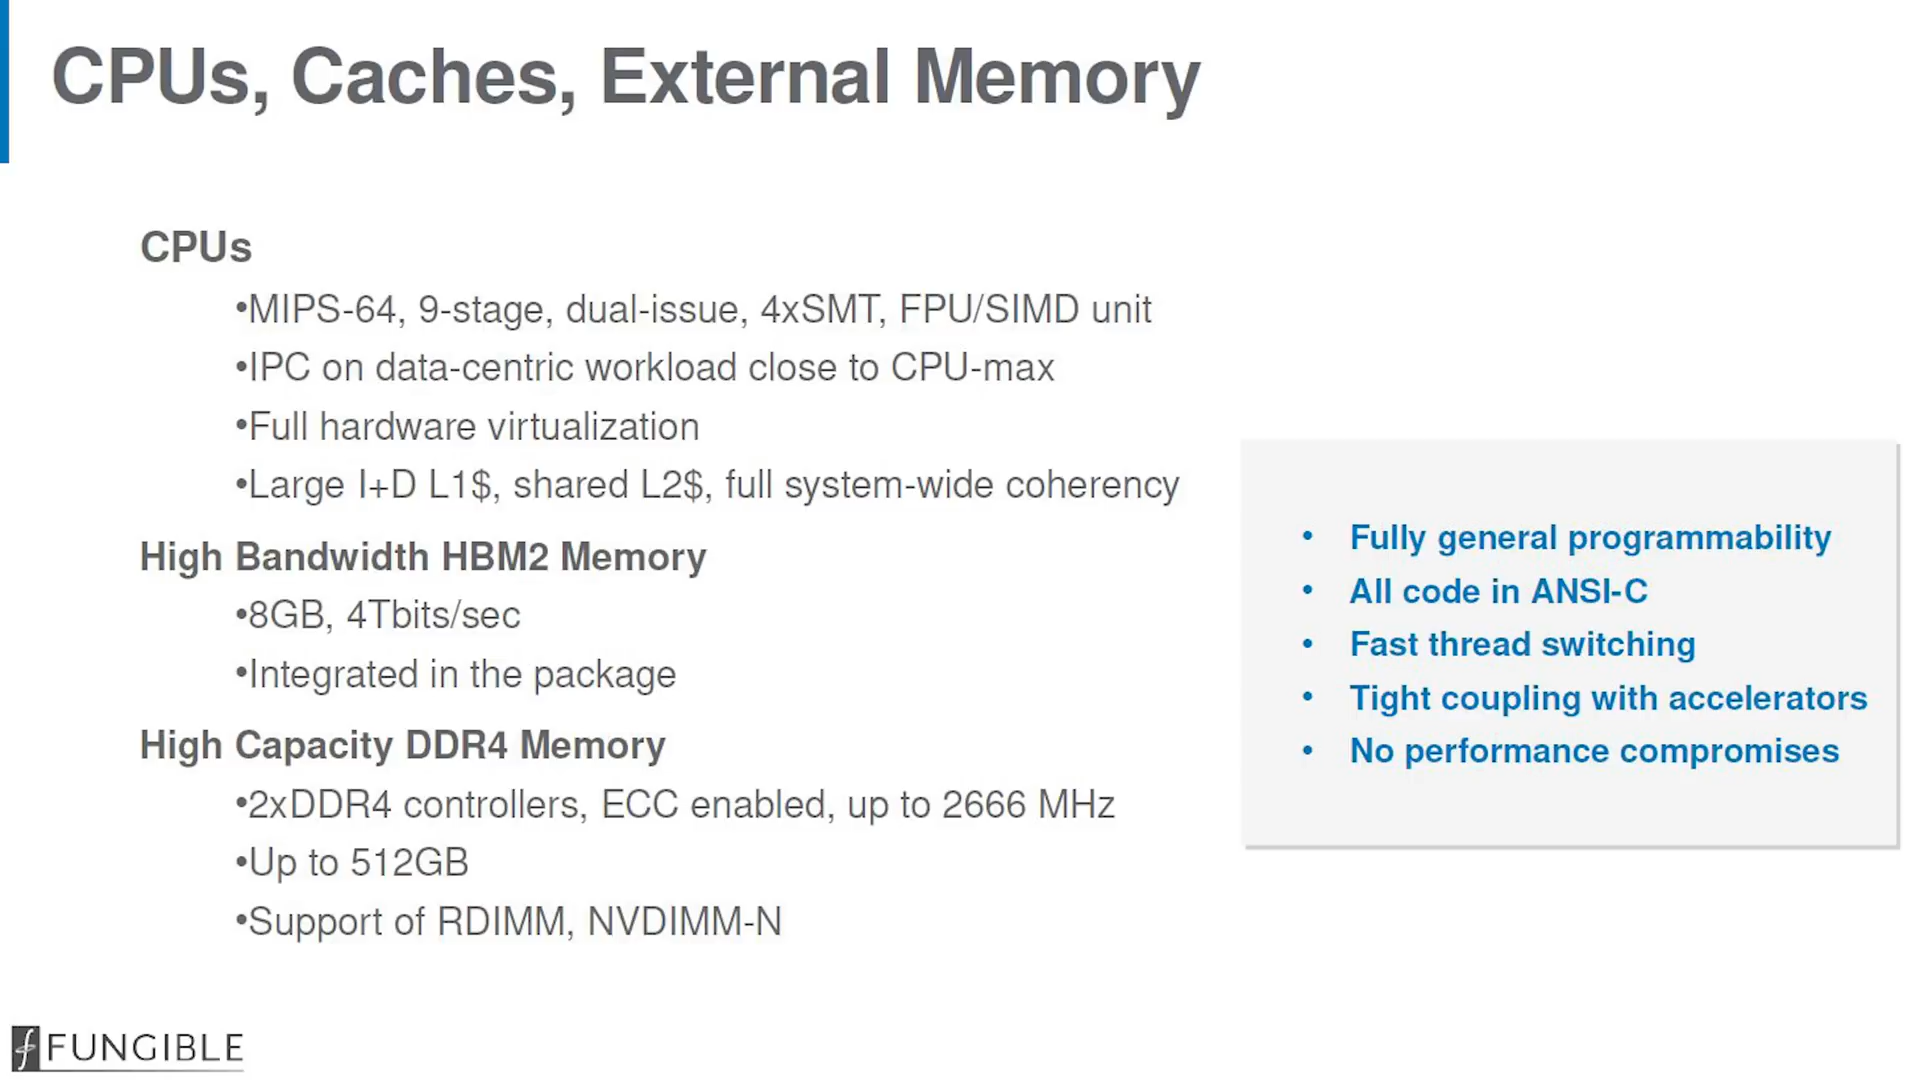 CPUs, Caches, External Memory
CPUs
•MIPS-64, 9-stage, dual-issue, 4xSMT, FPU/SIMD unit
•IPC on data-centric workload close to CPU-max
•Full hardware virtualization
•Large I+D L1$, shared L2$, full system-wide coherency
High Bandwidth HBM2 Memory
•8GB, 4Tbits/sec
•Integrated in the package
High Capacity DDR4 Memory
•2xDDR4 controllers, ECC enabled, up to 2666 MHz
•Up to 512GB
•Support of RDIMM, NVDIMM-N
• Fully general programmability
• All code in ANSI-C
• Fast thread switching
• Tight coupling with accelerators
• No performance compromises
FUNGIBLE